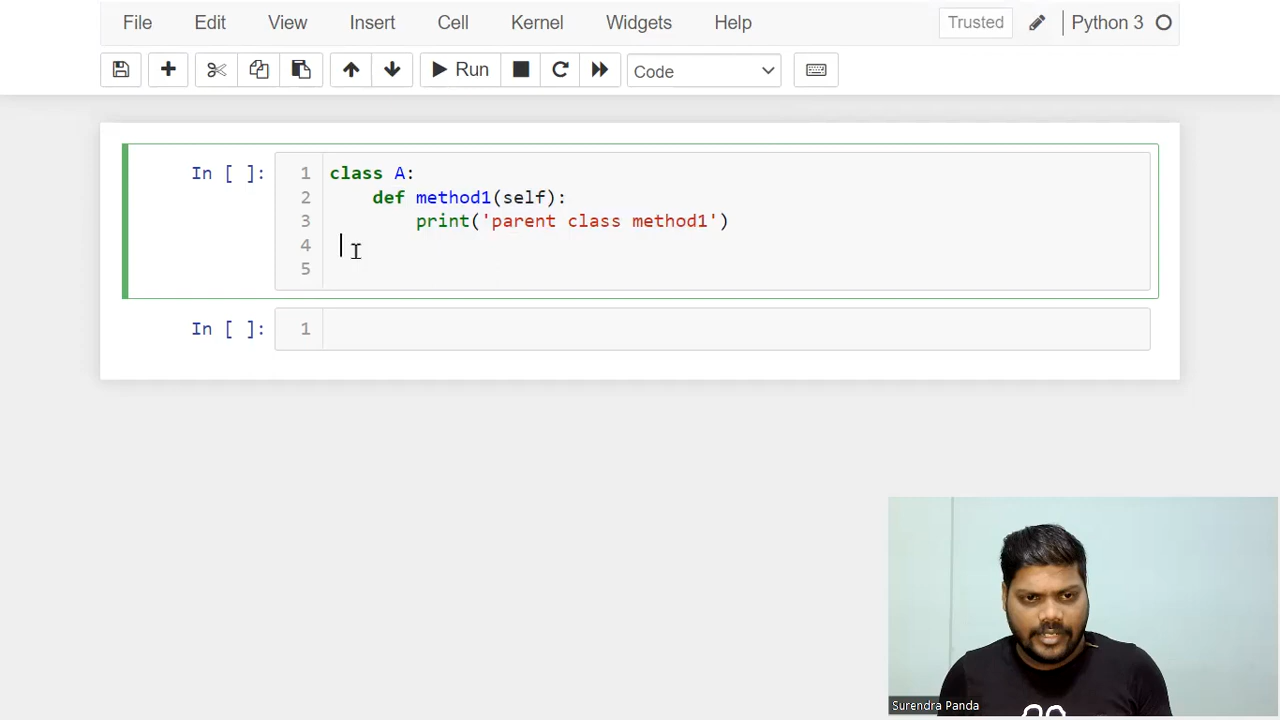 File Edit View Insert Cell Kernel Widgets Help Trusted Python 3
Run Code
In [ ]: 1 class A:
2 def method1(self):
3 print('parent class method1')
4
5
In [ ]: 1
Surendra Panda